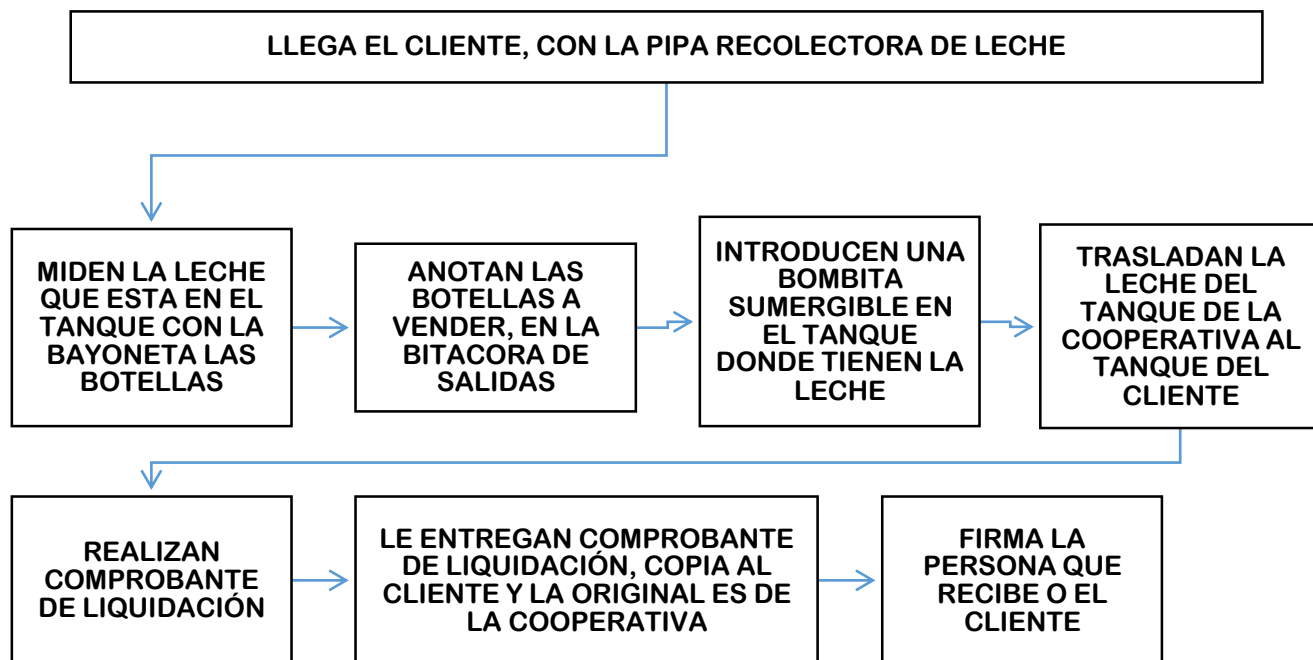 LLEGA EL CLIENTE, CON LA PIPA RECOLECTORA DE LECHE
MIDEN LA LECHE
QUE ESTA EN EL
TANQUE CON LA
BAYONETA LAS
BOTELLAS
ANOTAN LAS
BOTELLAS A
VENDER, EN LA
BITACORA DE
SALIDAS
INTRODUCEN UNA
BOMBITA
SUMERGIBLE EN
EL TANQUE
DONDE TIENEN LA
LECHE
TRASLADAN LA
LECHE DEL
TANQUE DE LA
COOPERATIVA AL
TANQUE DEL
CLIENTE
REALIZAN
COMPROBANTE
DE LIQUIDACIÓN
LE ENTREGAN COMPROBANTE
DE LIQUIDACIÓN, COPIA AL
CLIENTE Y LA ORIGINAL ES DE
LA COOPERATIVA
FIRMA LA
PERSONA QUE
RECIBE O EL
CLIENTE